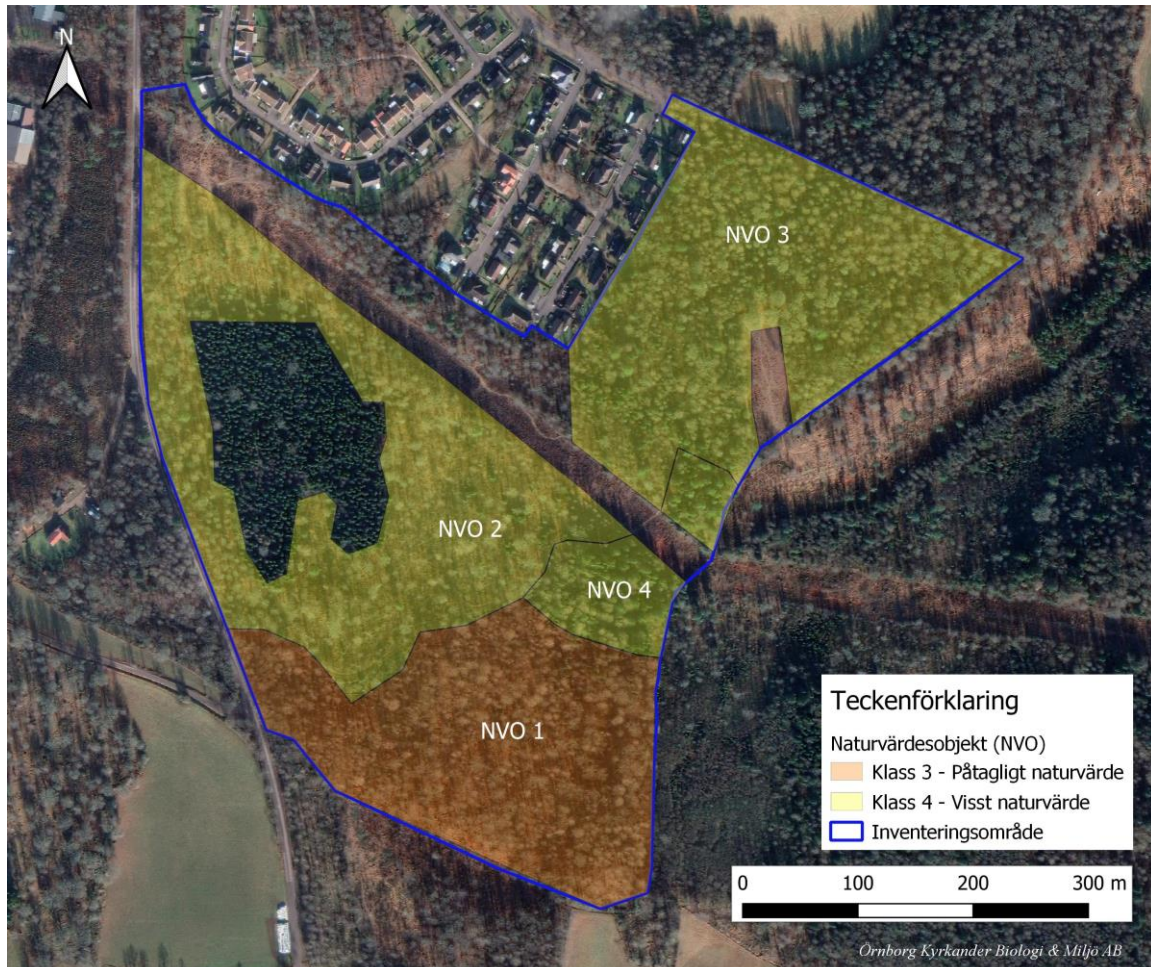 N
NVO 3
NVO 2
NVO 4
NVO 1
Teckenförklaring
Naturvärdesobjekt (NVO)
Klass 3 - Påtagligt naturvärde
Klass 4 - Visst naturvärde
Inventeringsområde
0 100 200 300 m
Örnborg Kyrkander Biologi & Miljö AB